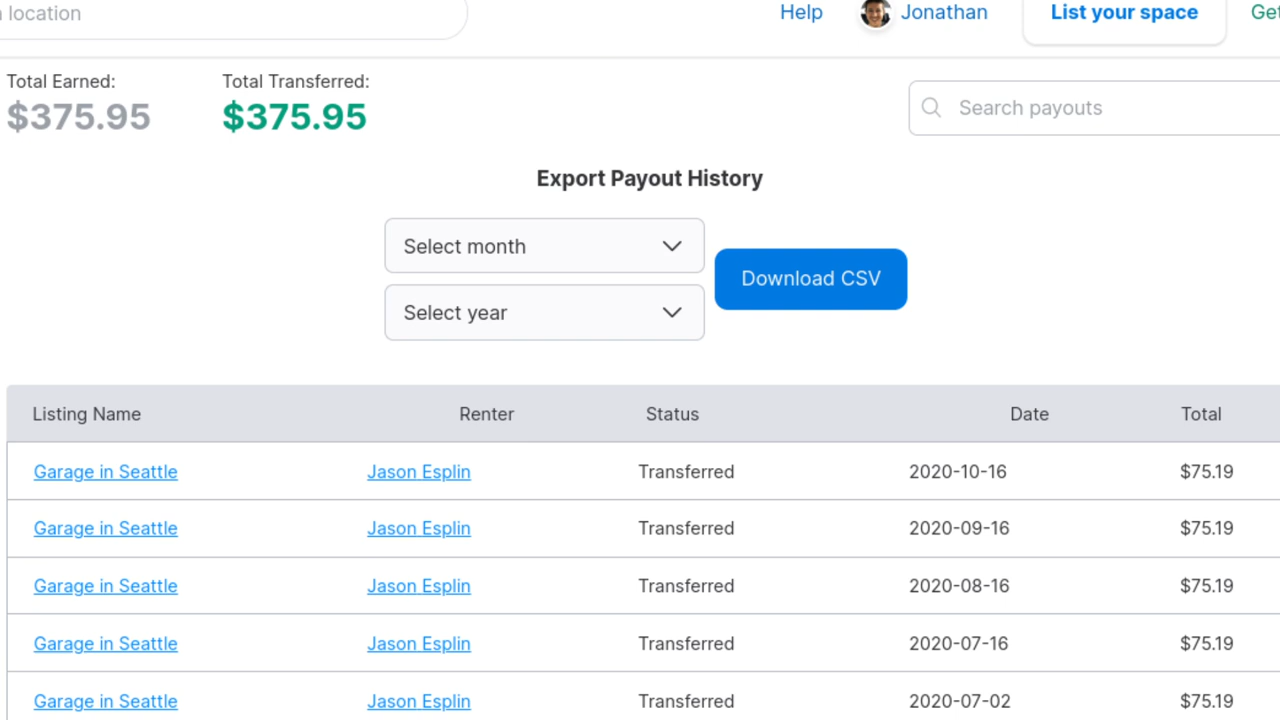 location
Help
Jonathan
List your space
Get
Total Earned:
$375.95
Total Transferred:
$375.95
Search payouts
Export Payout History
Select month
Select year
Download CSV
Listing Name Renter Status Date Total
Garage in Seattle Jason Esplin Transferred 2020-10-16 $75.19
Garage in Seattle Jason Esplin Transferred 2020-09-16 $75.19
Garage in Seattle Jason Esplin Transferred 2020-08-16 $75.19
Garage in Seattle Jason Esplin Transferred 2020-07-16 $75.19
Garage in Seattle Jason Esplin Transferred 2020-07-02 $75.19